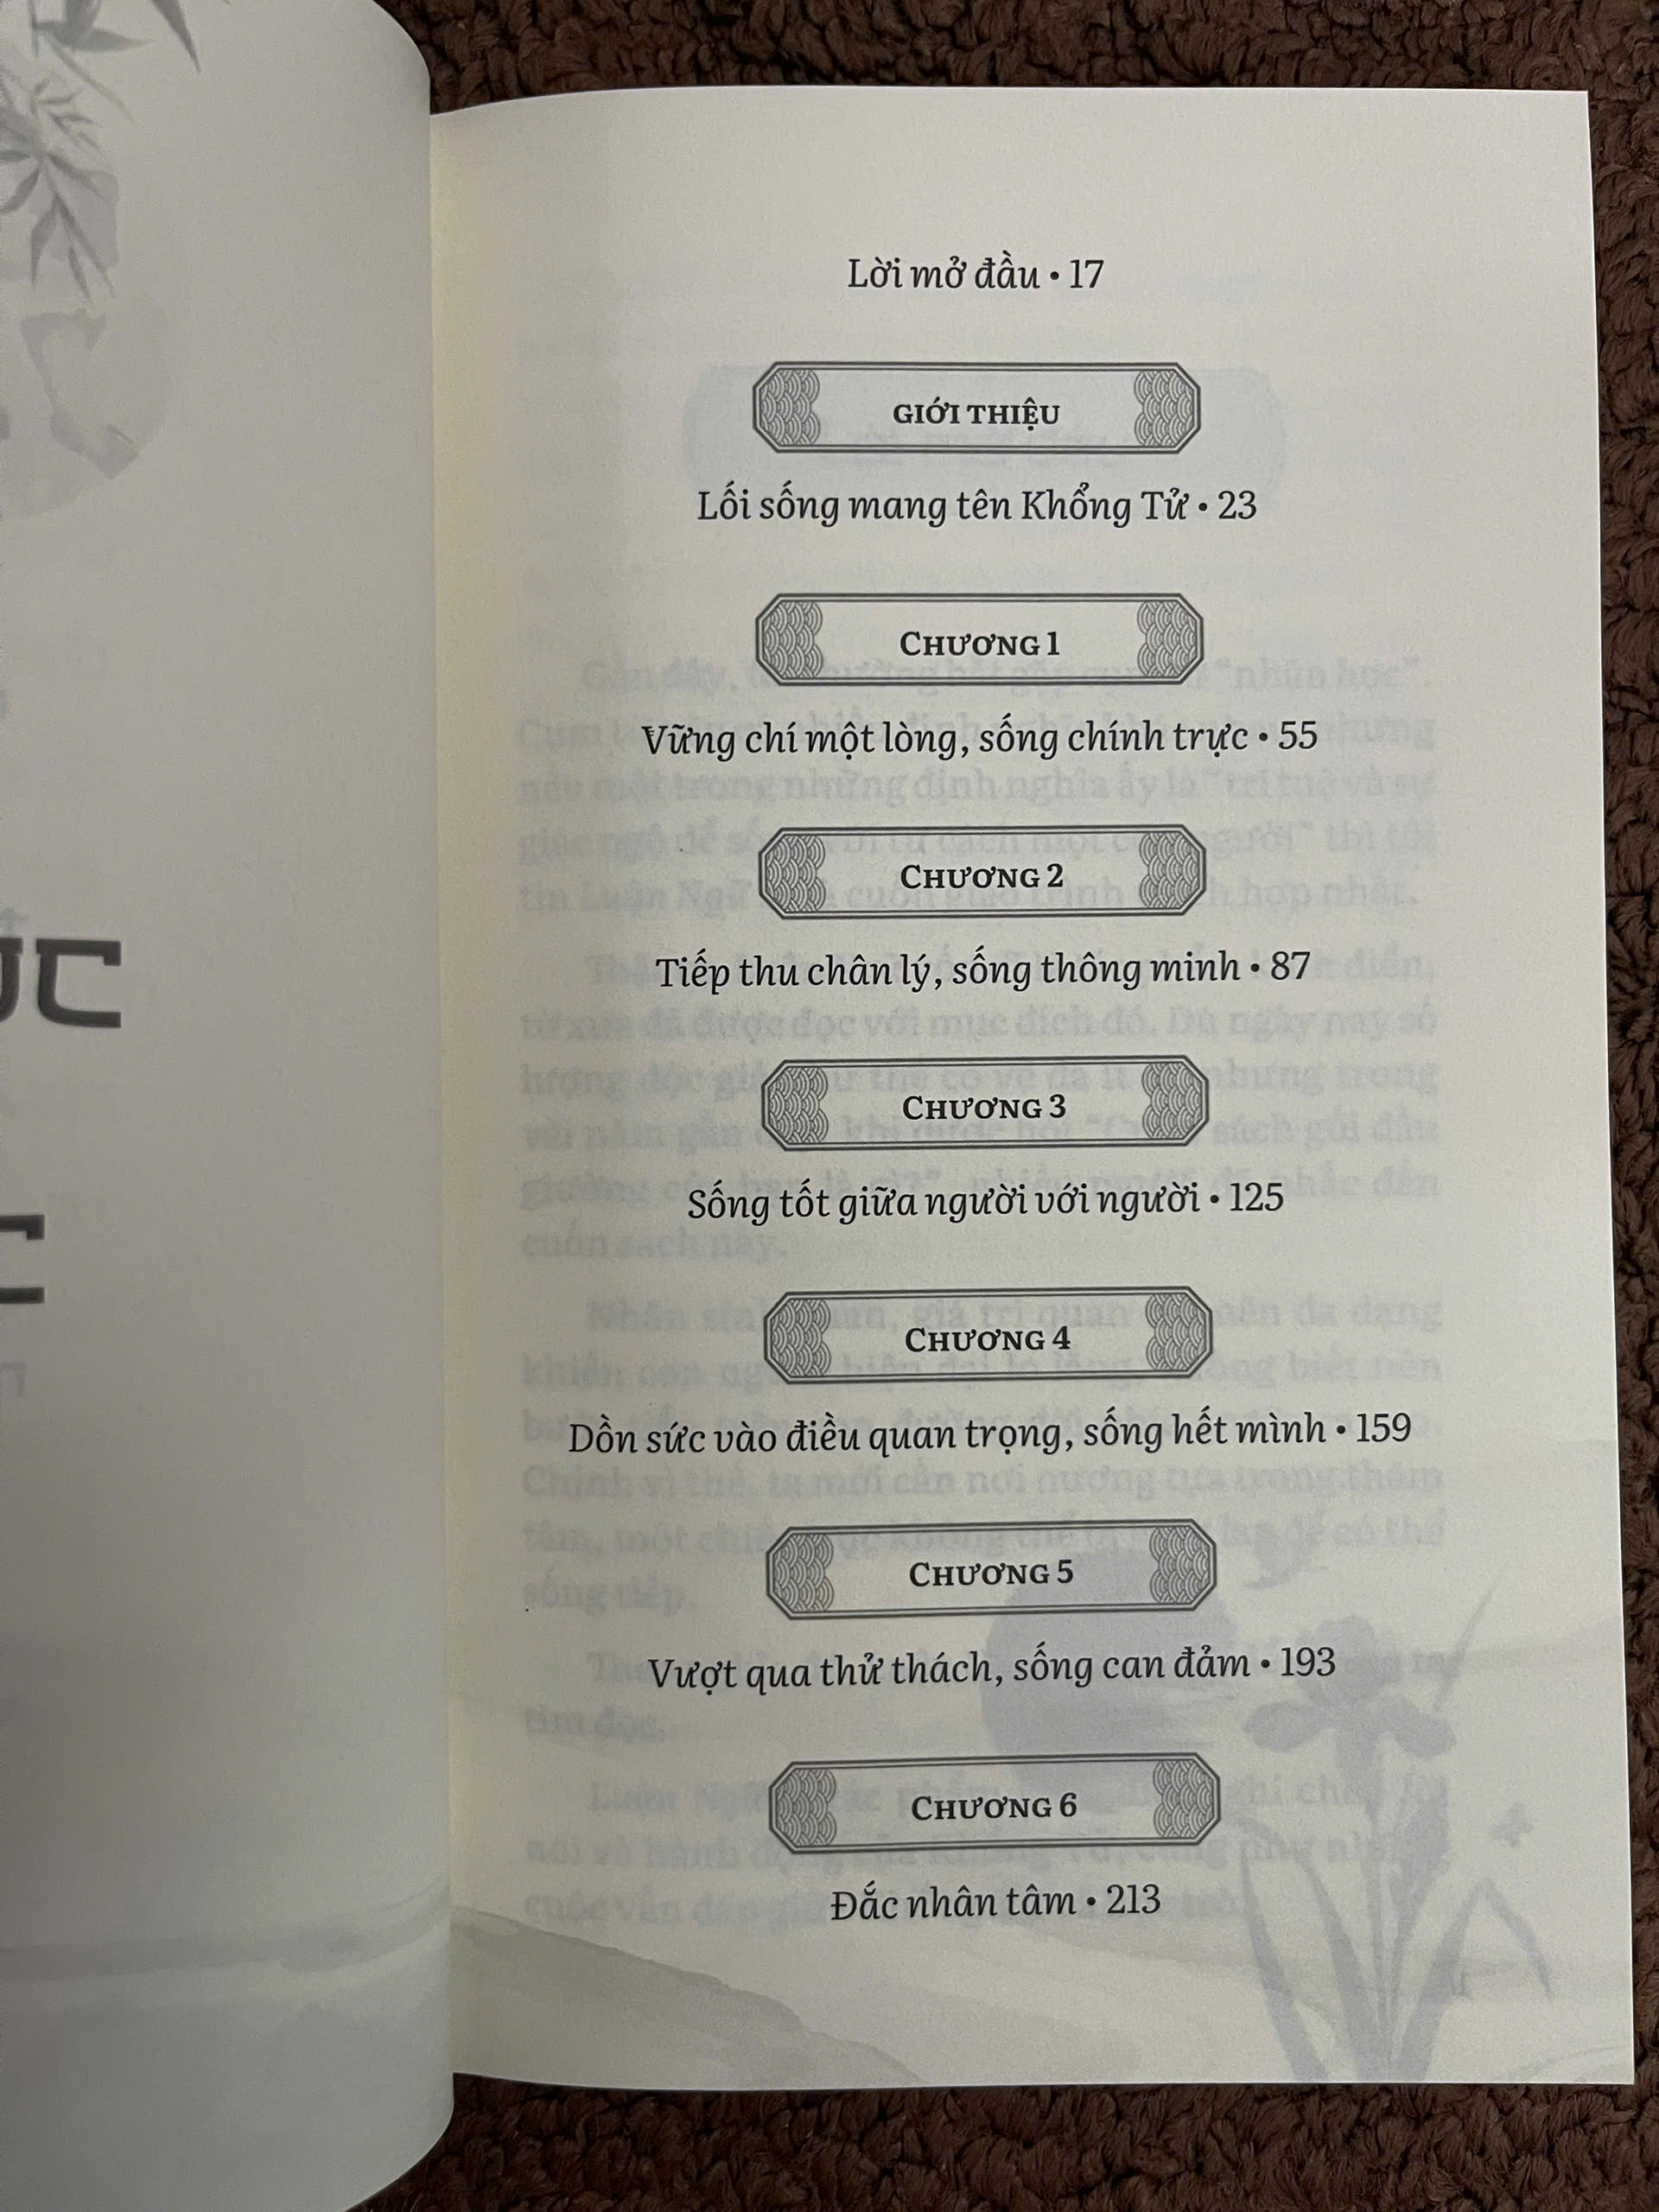 ỤC
C
Lời mở đầu • 17
GIỚI THIỆU
Lối sống mang tên Khổng Tử • 23
CHƯƠNG 1
Vững chí một lòng, sống chính trực • 55
CHƯƠNG 2
Tiếp thu chân lý, sống thông minh • 87
CHƯƠNG 3
Sống tốt giữa người với người • 125
CHƯƠNG 4
Dồn sức vào điều quan trọng, sống hết mình • 159
CHƯƠNG 5
Vượt qua thử thách, sống can đảm • 193
CHƯƠNG 6
Đắc nhân tâm • 213